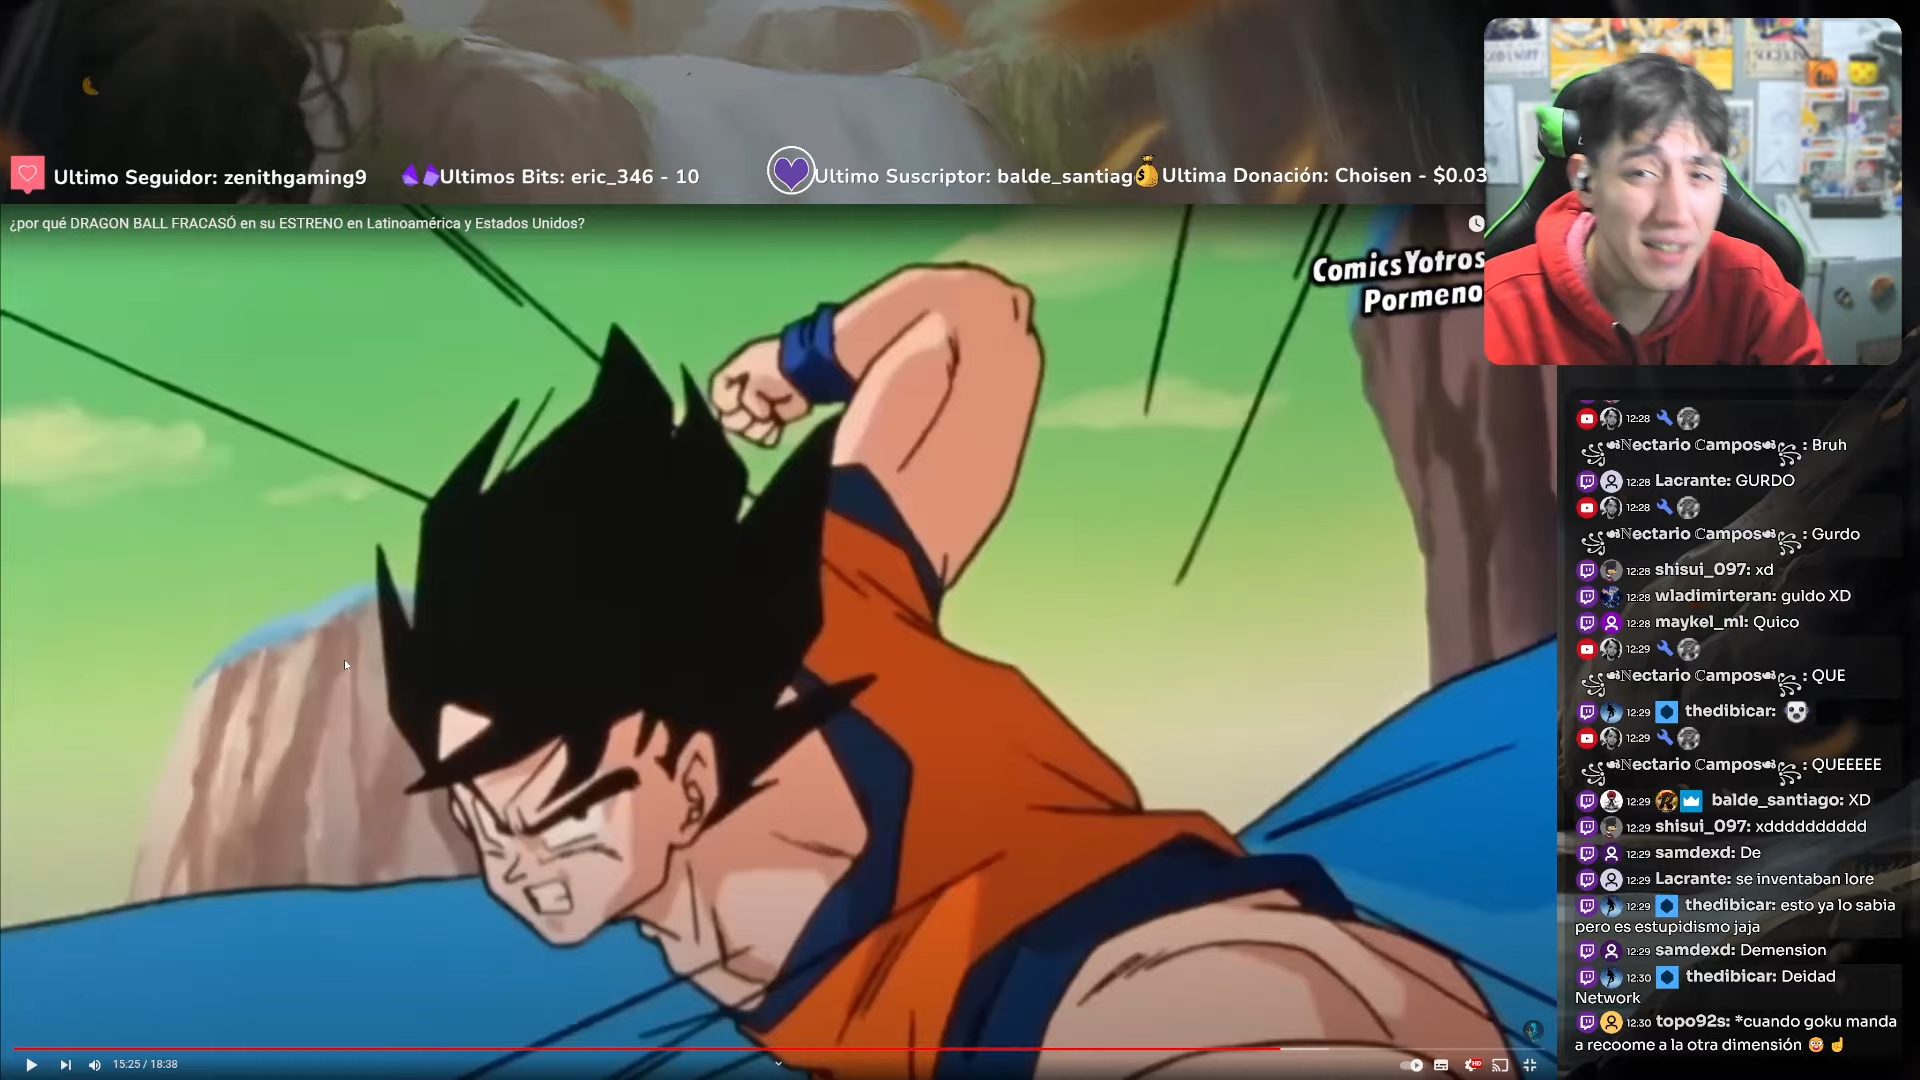 Ultimo Seguidor: zenithgaming9
Ultimos Bits: eric_346 - 10
Ultimo Suscriptor: balde_santiag
Ultima Donación: Choisen - $0.03
¿por qué DRAGON BALL FRACASÓ en su ESTRENO en Latinoamérica y Estados Unidos?
ComicsYotros
Pormeno
12:28
ℕectario ℂampos: Bruh
12:28 Lacrante: GURDO
12:28
ℕectario ℂampos: Gurdo
12:28 shisui_097: xd
12:28 wladimirteran: guldo XD
12:28 maykel_ml: Quico
12:29
ℕectario ℂampos: QUE
12:29 thedibicar: 💀
12:29
ℕectario ℂampos: QUEEEEE
12:29 balde_santiago: XD
12:29 shisui_097: xdddddddddd
12:29 samdexd: De
12:29 Lacrante: se inventaban lore
12:29 thedibicar: esto ya lo sabia
pero es estupidismo jaja
12:29 samdexd: Demension
12:30 thedibicar: Deidad
Network
12:30 topo92s: *cuando goku manda
a recoome a la otra dimensión 🤡☝
15:25 / 18:38
HD